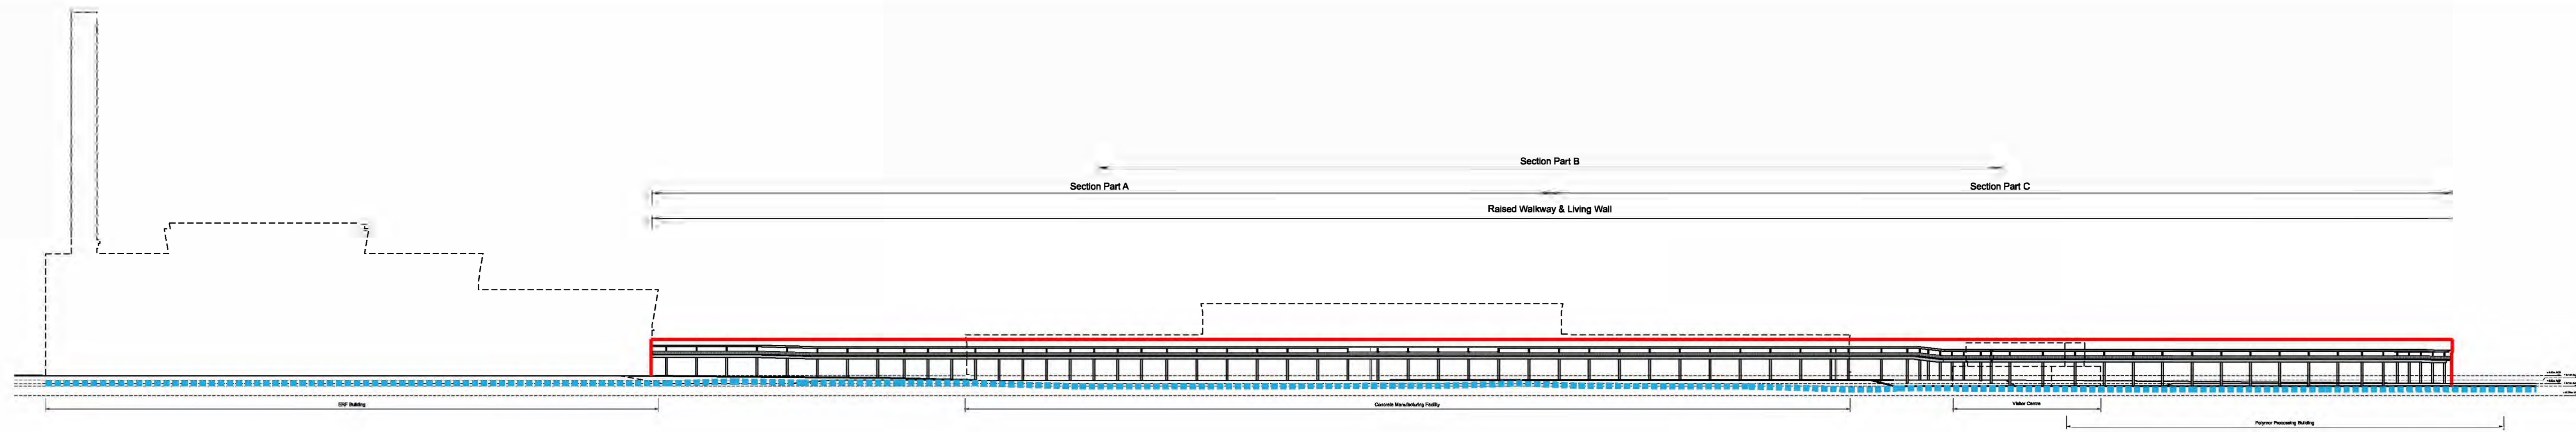 Section Part B
Section Part A
Section Part C
Raised Walkway & Living Wall
ERF Building
Concrete Manufacturing Facility
Visitor Centre
Polymer Processing Building